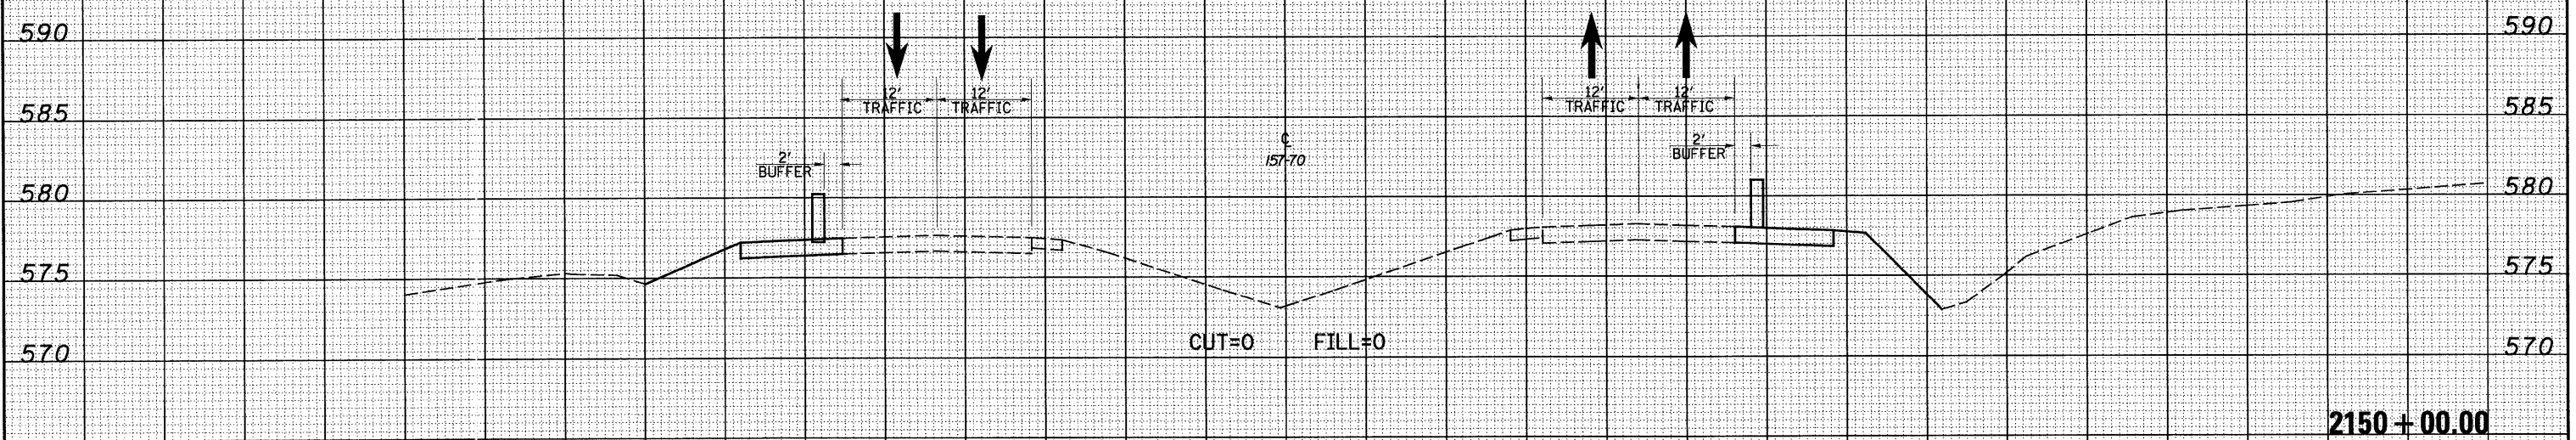 590 590
12' 12' 12' 12'
TRAFFIC TRAFFIC TRAFFIC TRAFFIC
585 585
℄
157-70
2' 2'
BUFFER BUFFER
580 580
575 575
CUT=0 FILL=0
570 570
2150 + 00.00